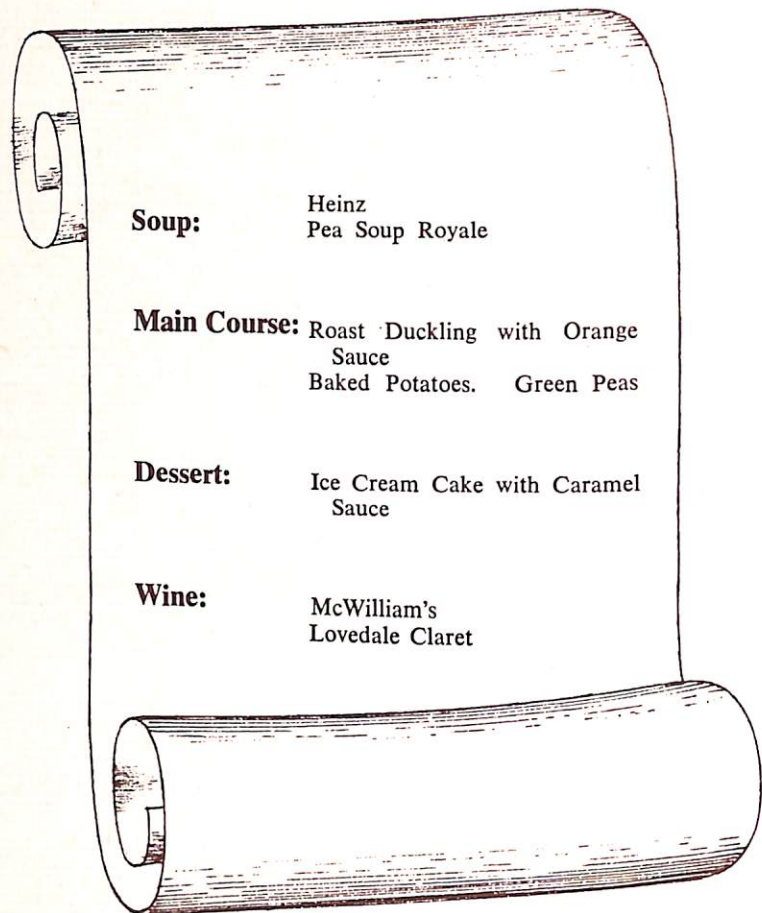 Soup: Heinz
Pea Soup Royale
Main Course: Roast Duckling with Orange
Sauce
Baked Potatoes. Green Peas
Dessert: Ice Cream Cake with Caramel
Sauce
Wine: McWilliam's
Lovedale Claret